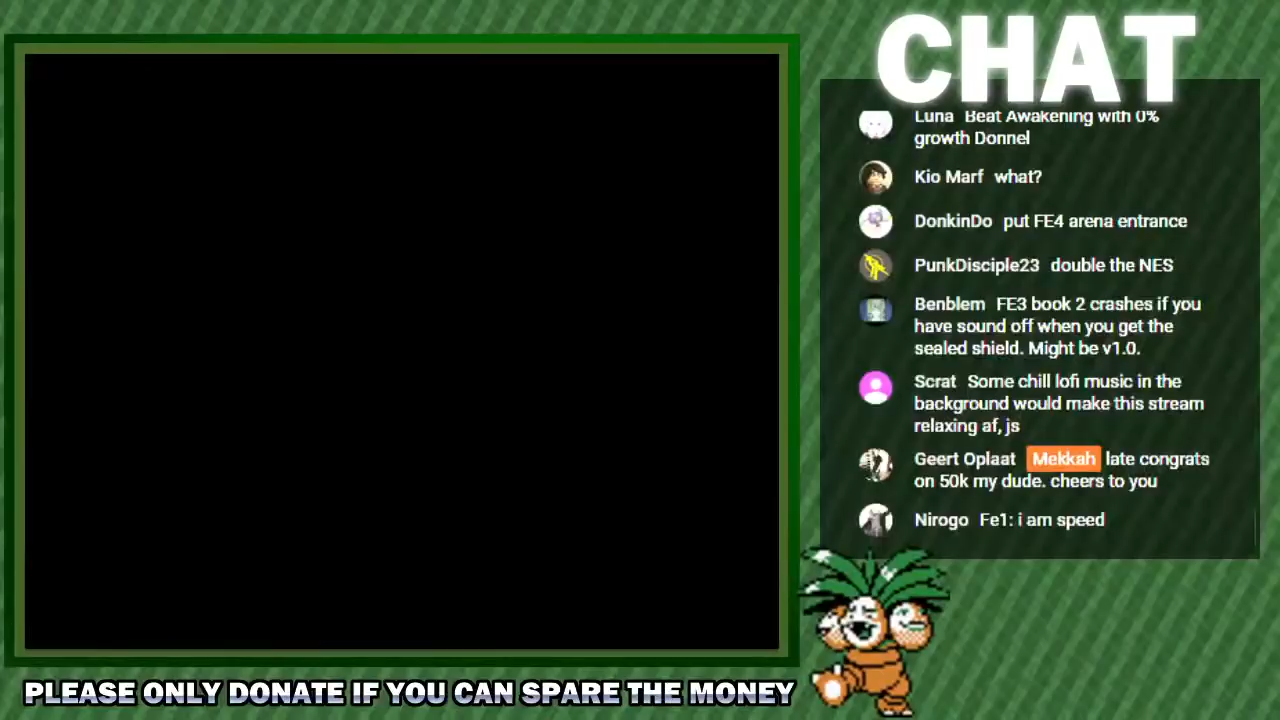 CHAT
Luna Beat Awakening with 0%
growth Donnel
Kio Marf what?
DonkinDo put FE4 arena entrance
PunkDisciple23 double the NES
Benblem FE3 book 2 crashes if you
have sound off when you get the
sealed shield. Might be v1.0.
Scrat Some chill lofi music in the
background would make this stream
relaxing af, js
Geert Oplaat Mekkah late congrats
on 50k my dude. cheers to you
Nirogo Fe1: i am speed
PLEASE ONLY DONATE IF YOU CAN SPARE THE MONEY